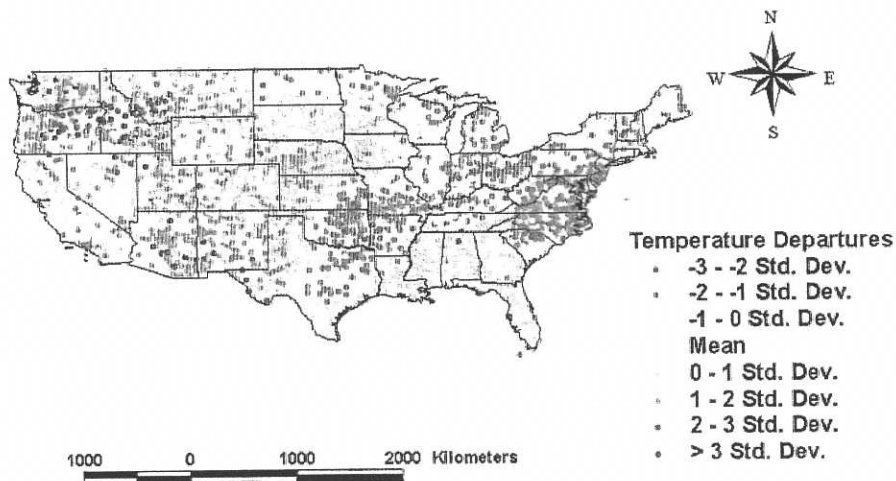 N
W E
S
Temperature Departures
-3 - -2 Std. Dev.
-2 - -1 Std. Dev.
-1 - 0 Std. Dev.
Mean
0 - 1 Std. Dev.
1 - 2 Std. Dev.
2 - 3 Std. Dev.
> 3 Std. Dev.
1000 0 1000 2000 Kilometers